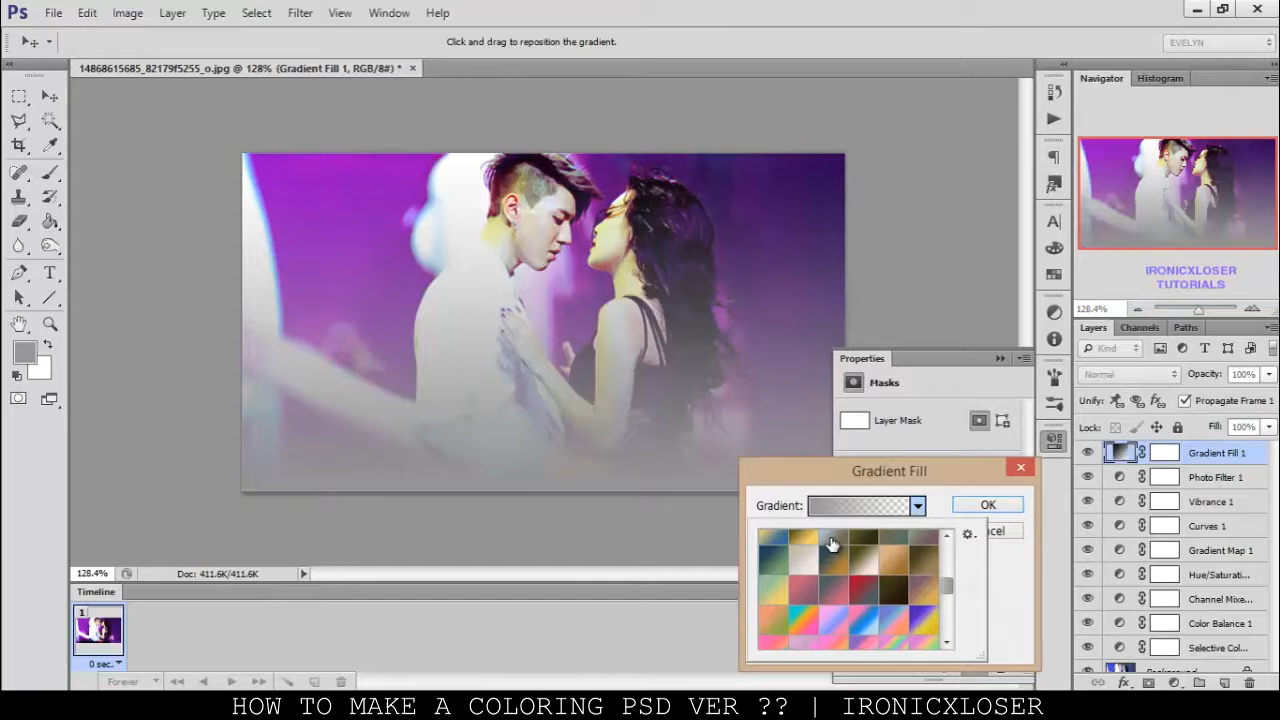 Ps File Edit Image Layer Type Select Filter View Window Help
Click and drag to reposition the gradient.
EVELYN
14868615685_82179f5255_o.jpg @ 128% (Gradient Fill 1, RGB/8#) * ×
Navigator Histogram
IRONICXLOSER
TUTORIALS
128.4%
Layers Channels Paths
Kind
Normal Opacity: 100%
Unify: Propagate Frame 1
Lock: Fill: 100%
Gradient Fill 1
Photo Filter 1
Vibrance 1
Curves 1
Gradient Map 1
Hue/Saturati...
Channel Mixe...
Color Balance 1
Selective Col...
Properties
Masks
Layer Mask
Gradient Fill
Gradient: OK
128.4% Doc: 411.6K/411.6K
Timeline
1
0 sec.
Forever
HOW TO MAKE A COLORING PSD VER ?? | IRONICXLOSER